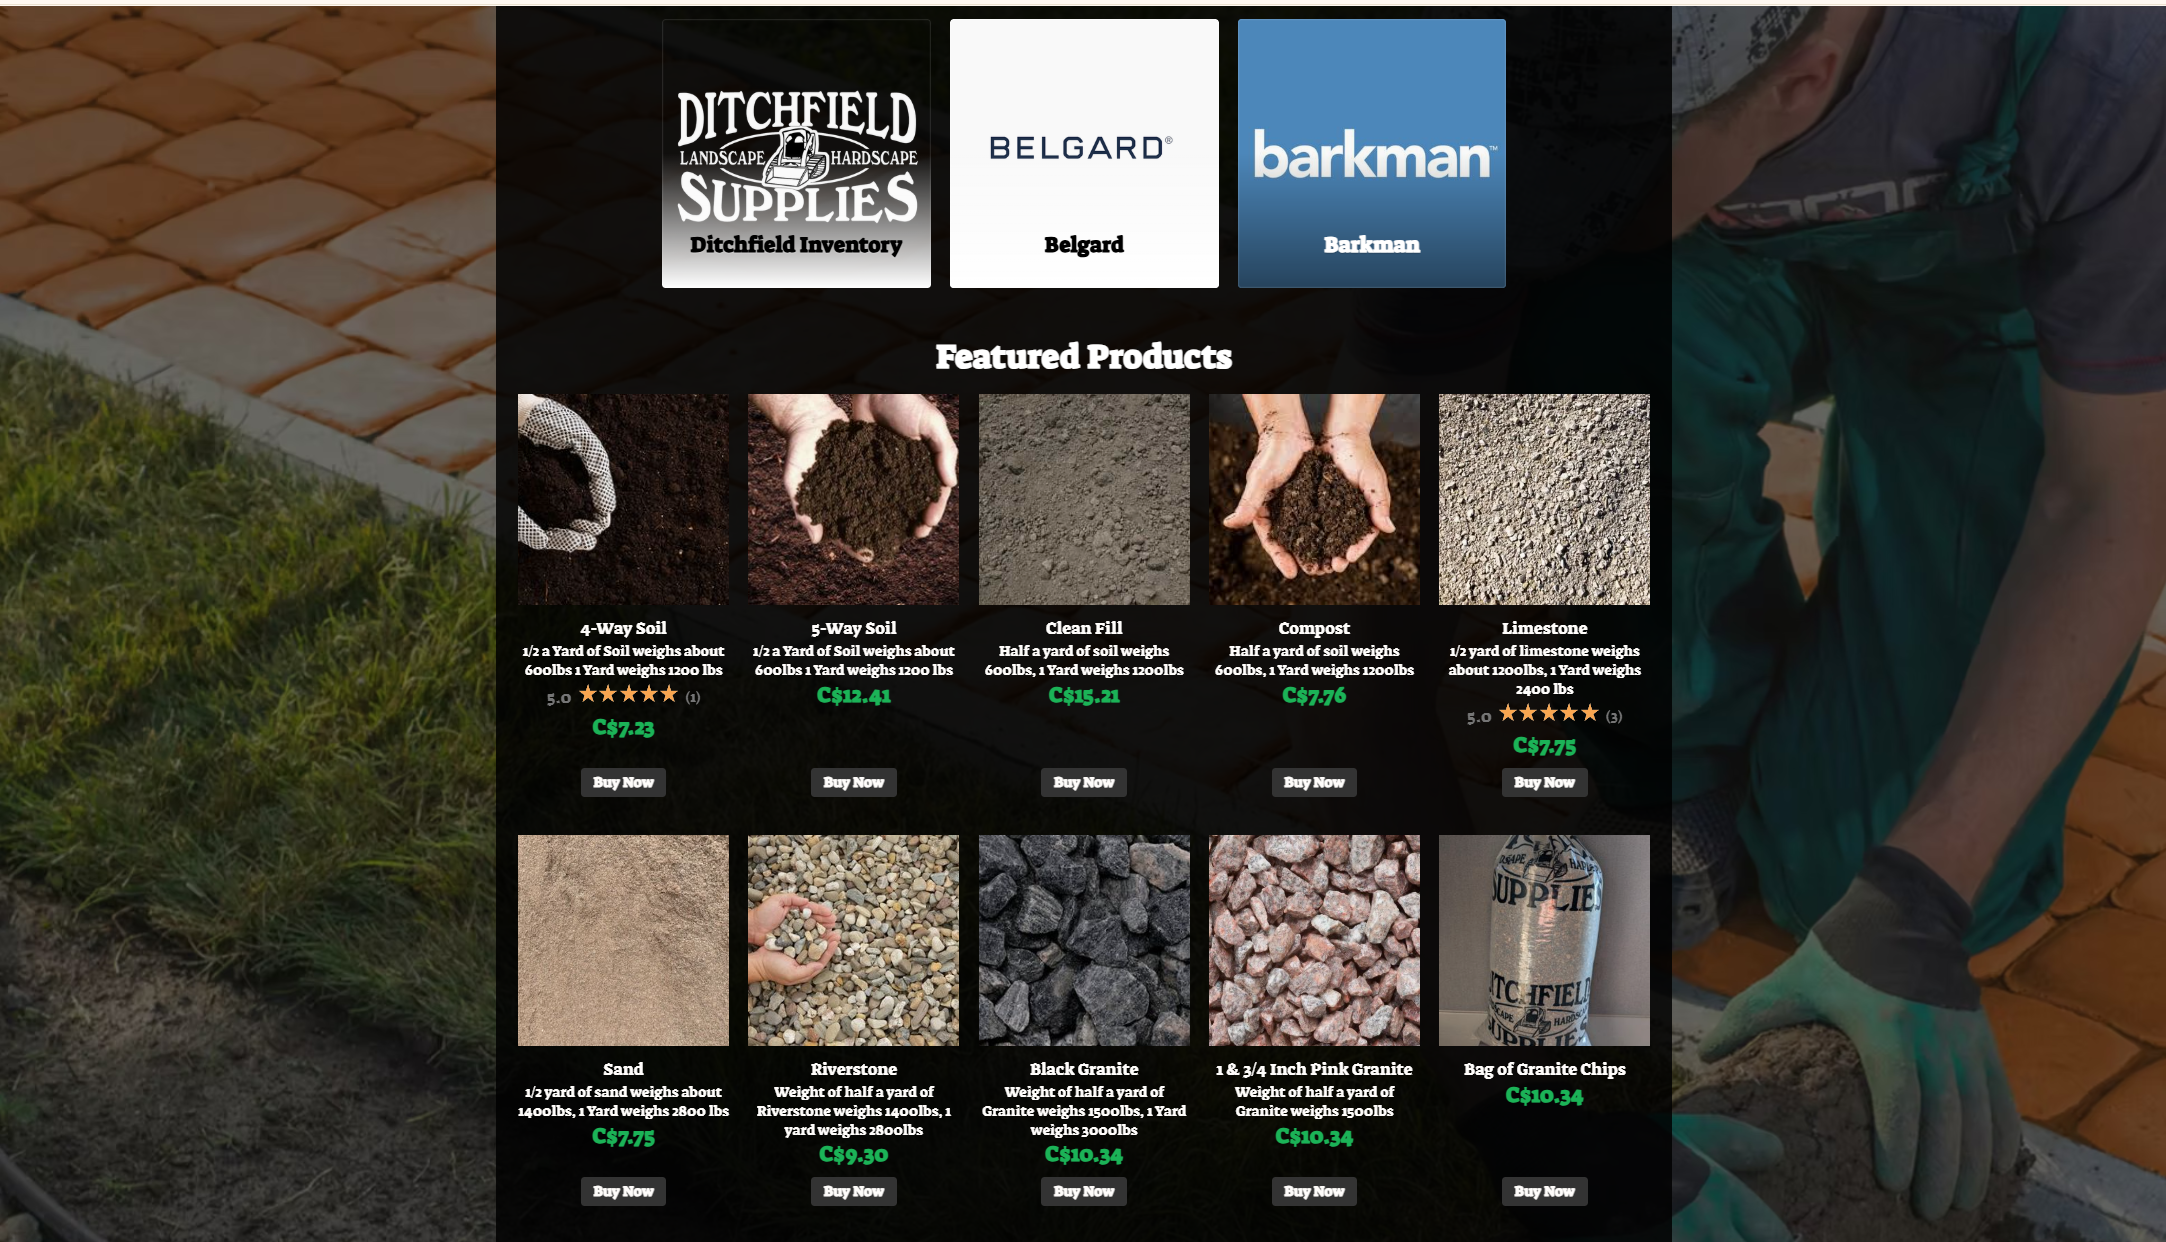 DITCHFIELD
LANDSCAPE HARDSCAPE
SUPPLIES
Ditchfield Inventory
BELGARD®
Belgard
barkman™
Barkman
Featured Products
4-Way Soil
1/2 a Yard of Soil weighs about
600lbs 1 Yard weighs 1200 lbs
5.0 ★★★★★ (1)
C$7.23
Buy Now
5-Way Soil
1/2 a Yard of Soil weighs about
600lbs 1 Yard weighs 1200 lbs
C$12.41
Buy Now
Clean Fill
Half a yard of soil weighs
600lbs, 1 Yard weighs 1200lbs
C$15.21
Buy Now
Compost
Half a yard of soil weighs
600lbs, 1 Yard weighs 1200lbs
C$7.76
Buy Now
Limestone
1/2 yard of limestone weighs
about 1200lbs, 1 Yard weighs
2400 lbs
5.0 ★★★★★ (3)
C$7.75
Buy Now
Sand
1/2 yard of sand weighs about
1400lbs, 1 Yard weighs 2800 lbs
C$7.75
Buy Now
Riverstone
Weight of half a yard of
Riverstone weighs 1400lbs, 1
yard weighs 2800lbs
C$9.30
Buy Now
Black Granite
Weight of half a yard of
Granite weighs 1500lbs, 1 Yard
weighs 3000lbs
C$10.34
Buy Now
1 & 3/4 Inch Pink Granite
Weight of half a yard of
Granite weighs 1500lbs
C$10.34
Buy Now
SUPPLIES
Bag of Granite Chips
C$10.34
Buy Now